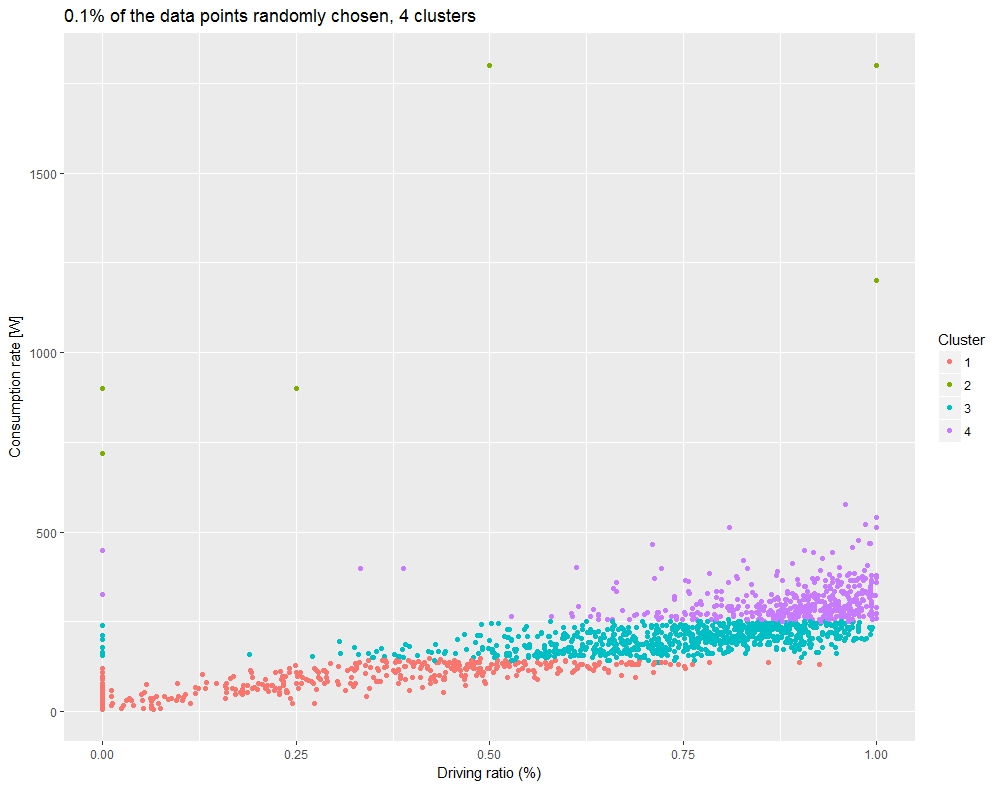 0.1% of the data points randomly chosen, 4 clusters
Consumption rate [W]
1500
1000
500
0
0.00 0.25 0.50 0.75 1.00
Driving ratio (%)
Cluster
1
2
3
4